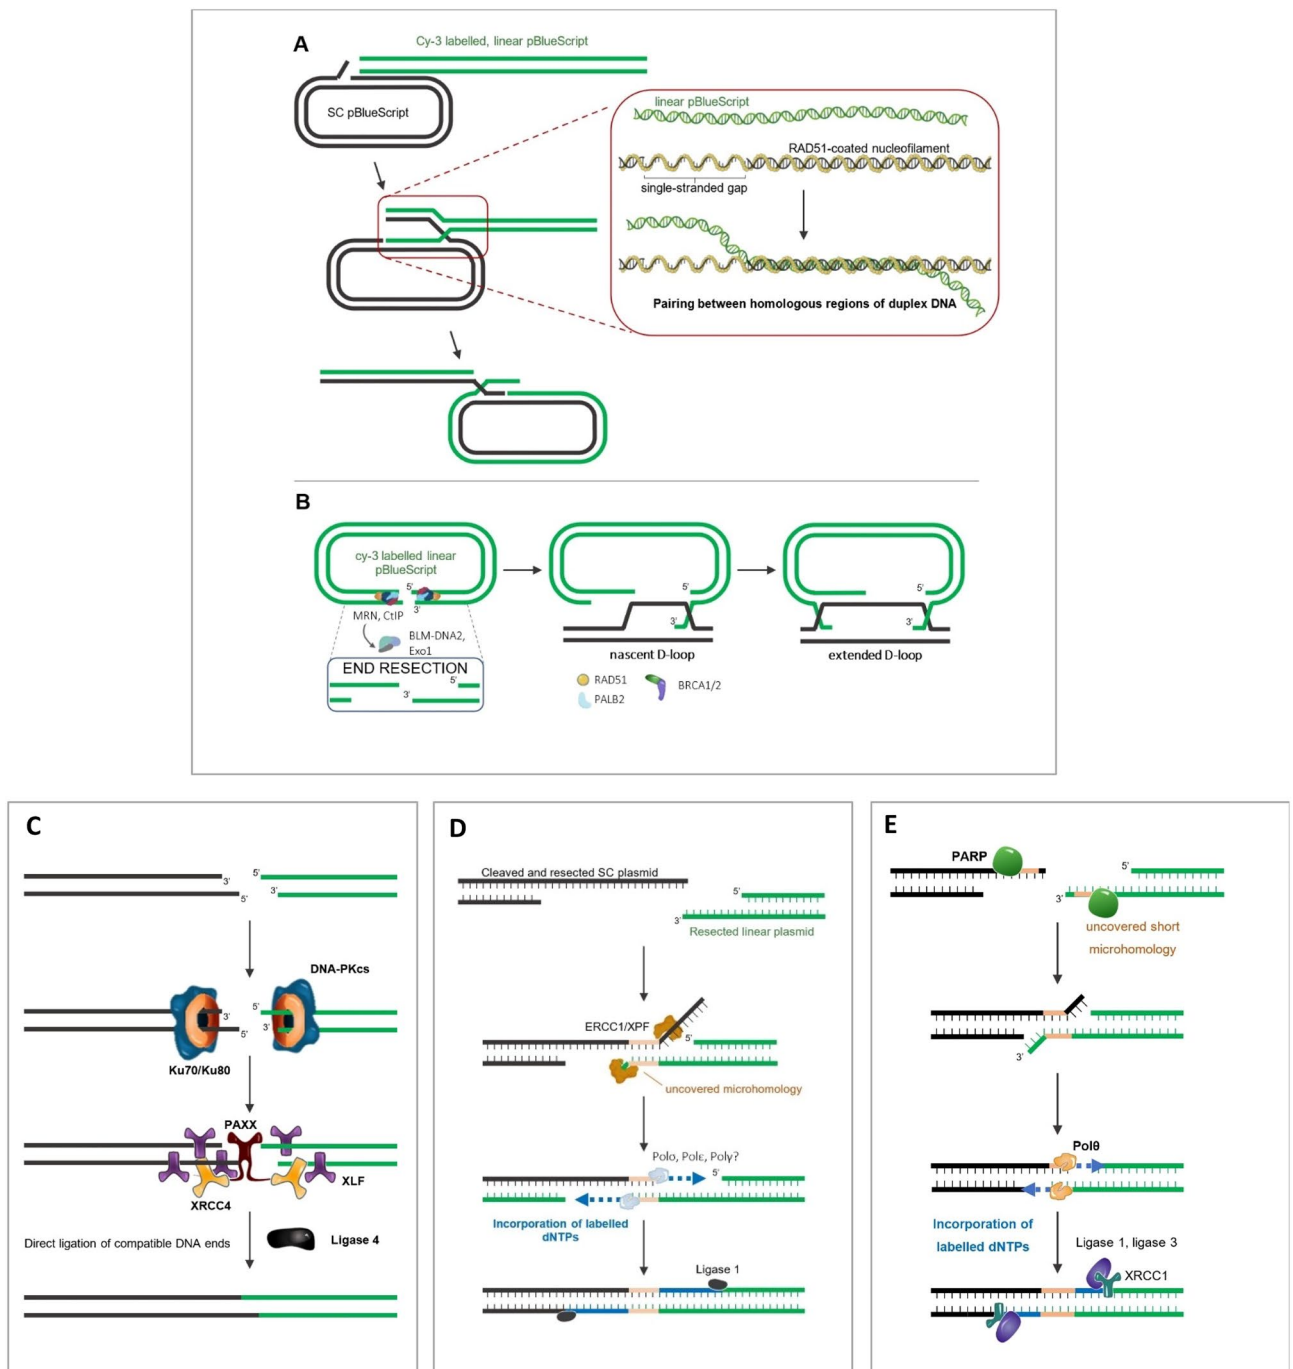 A
Cy-3 labelled, linear pBlueScript
SC pBlueScript
linear pBlueScript
RAD51-coated nucleofilament
single-stranded gap
Pairing between homologous regions of duplex DNA
B
cy-3 labelled linear
pBlueScript
5'
3'
MRN, CtIP
BLM-DNA2,
Exo1
END RESECTION
5'
3'
5'
3'
nascent D-loop
RAD51
PALB2
BRCA1/2
5'
3'
extended D-loop
C
3'
5'
5'
3'
DNA-PKcs
3'
5'
5'
3'
Ku70/Ku80
PAXX
XLF
XRCC4
Direct ligation of compatible DNA ends
Ligase 4
D
Cleaved and resected SC plasmid
5'
3'
Resected linear plasmid
ERCC1/XPF
5'
uncovered microhomology
Polσ, Polε, Polγ?
5'
Incorporation of labelled
dNTPs
Ligase 1
E
PARP
5'
3'
uncovered short
microhomology
3'
Polθ
Incorporation of
labelled dNTPs
Ligase 1, ligase 3
XRCC1